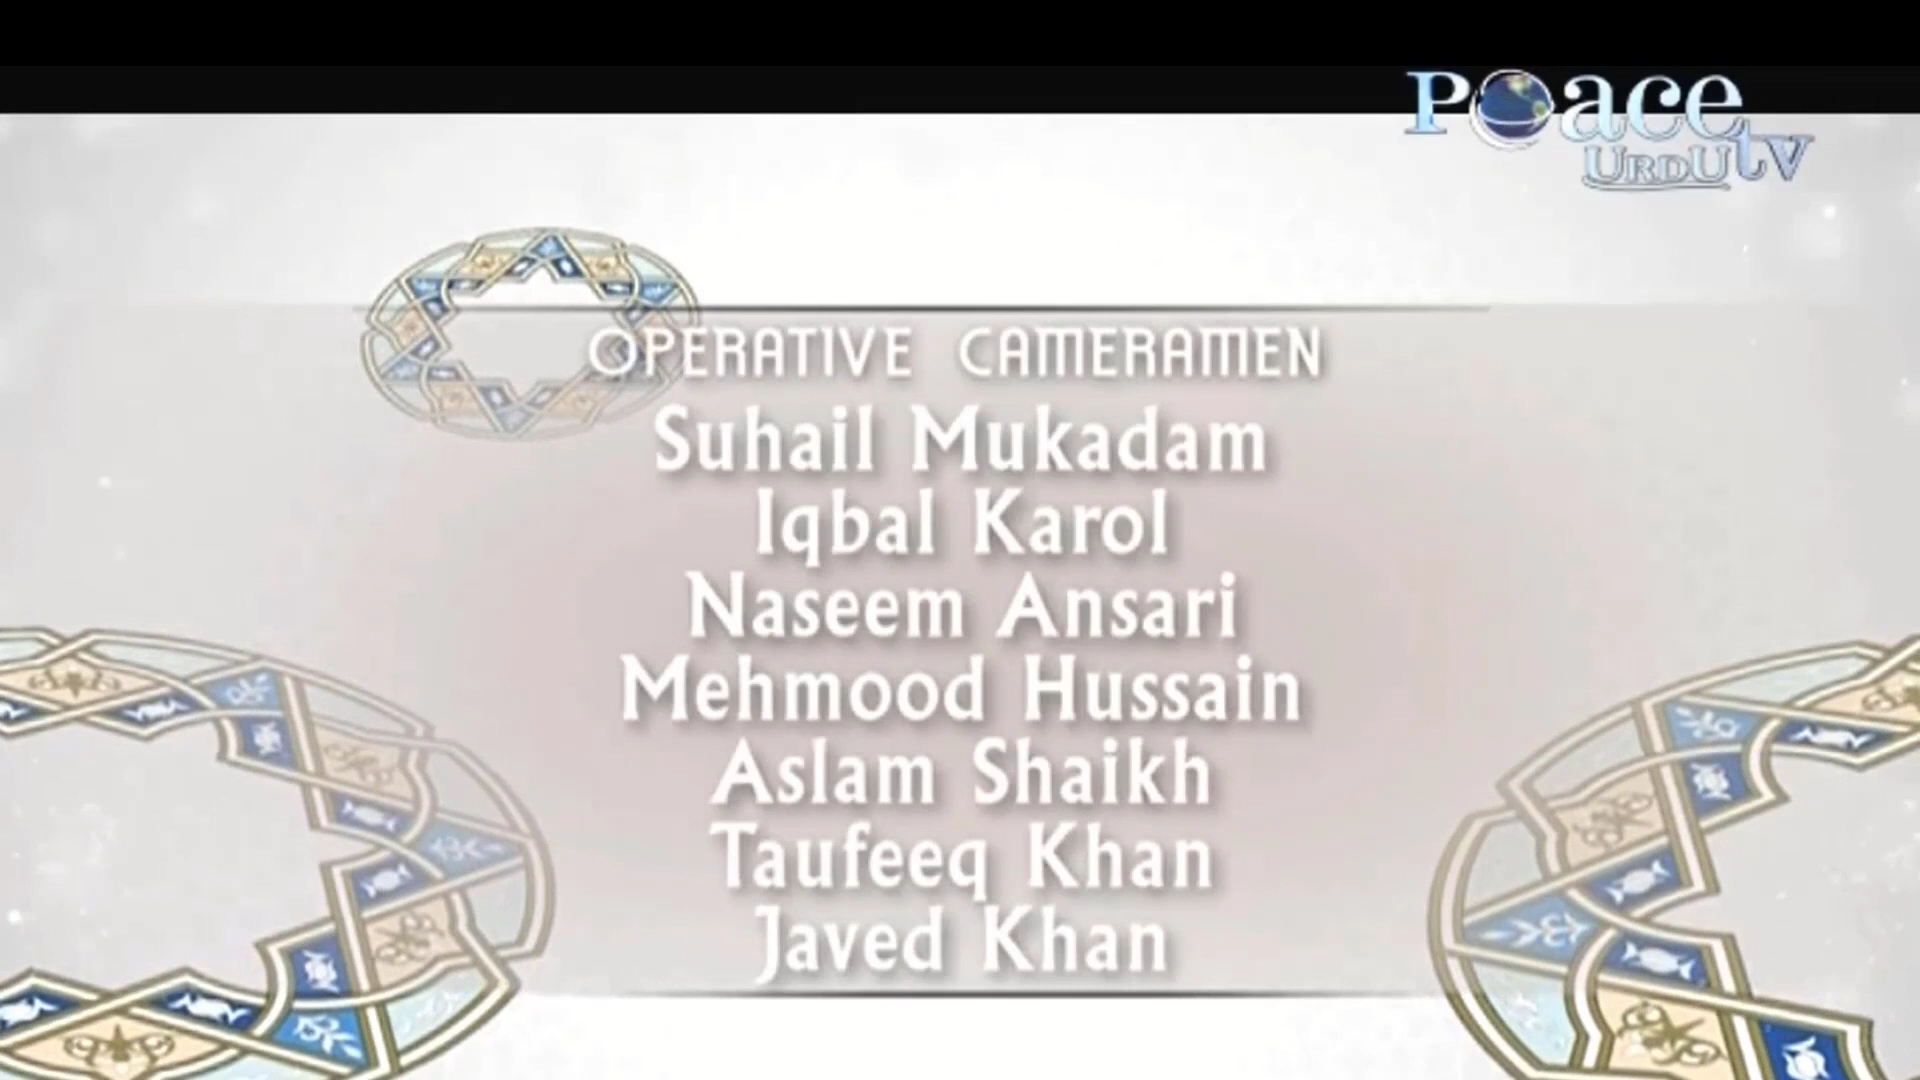 Peace
Urdu tv
OPERATIVE CAMERAMEN
Suhail Mukadam
Iqbal Karol
Naseem Ansari
Mehmood Hussain
Aslam Shaikh
Taufeeq Khan
Javed Khan